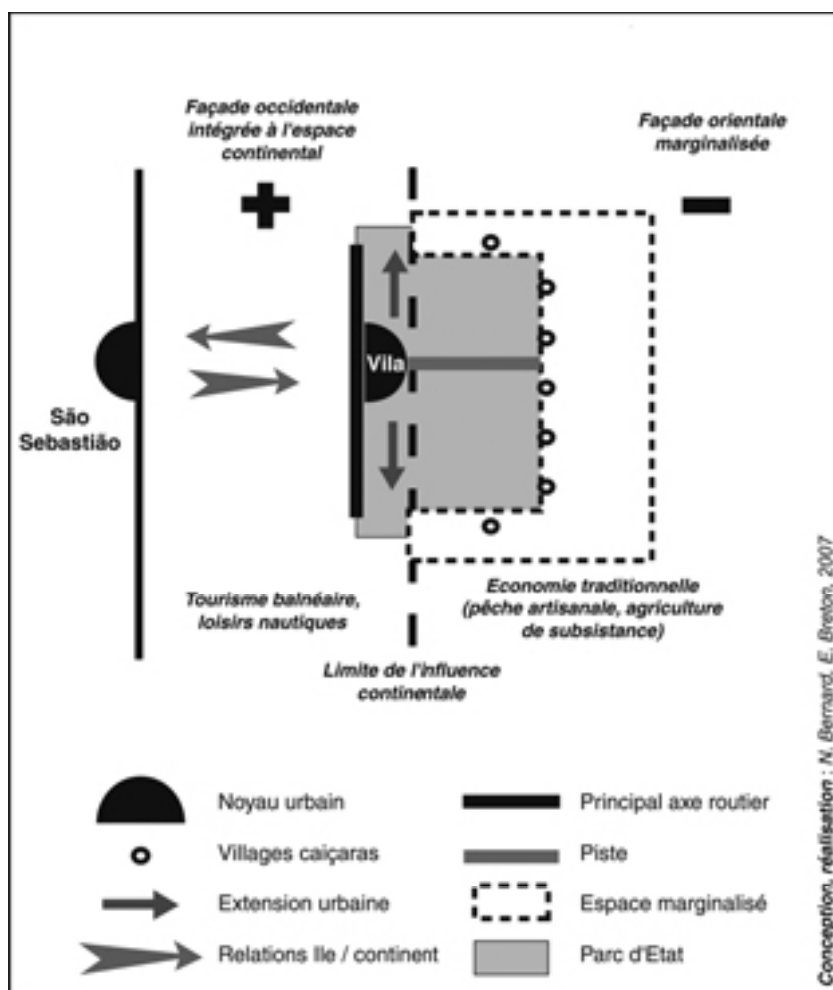 Façade occidentale
intégrée à l'espace
continental
Façade orientale
marginalisée
Vila
São
Sebastião
Tourisme balnéaire,
loisirs nautiques
Economie traditionnelle
(pêche artisanale, agriculture
de subsistance)
Limite de l'influence
continentale
Noyau urbain
Principal axe routier
Villages caiçaras
Piste
Extension urbaine
Espace marginalisé
Relations Ile / continent
Parc d'Etat
Conception, réalisation : N. Bernard, E. Breton, 2007